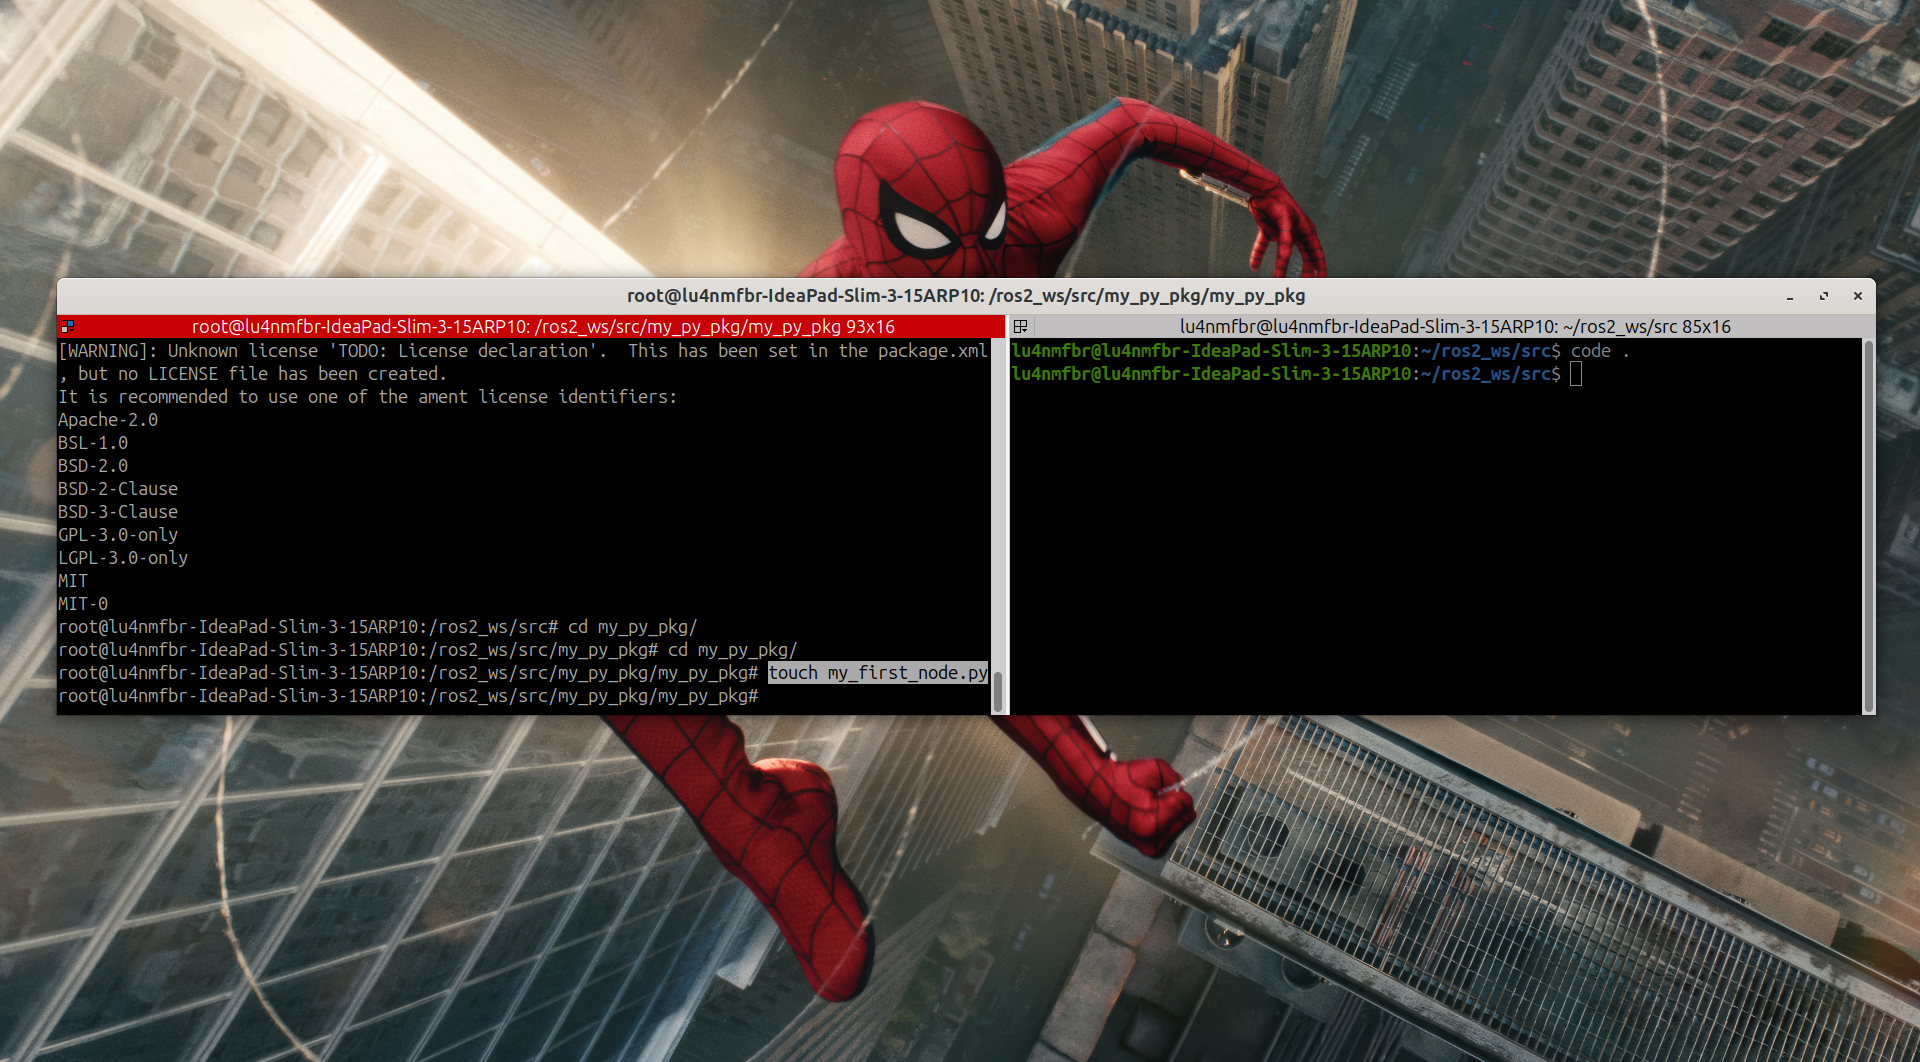 root@lu4nmfbr-IdeaPad-Slim-3-15ARP10: /ros2_ws/src/my_py_pkg/my_py_pkg
root@lu4nmfbr-IdeaPad-Slim-3-15ARP10: /ros2_ws/src/my_py_pkg/my_py_pkg 93x16
[WARNING]: Unknown license 'TODO: License declaration'.  This has been set in the package.xml
, but no LICENSE file has been created.
It is recommended to use one of the ament license identifiers:
Apache-2.0
BSL-1.0
BSD-2.0
BSD-2-Clause
BSD-3-Clause
GPL-3.0-only
LGPL-3.0-only
MIT
MIT-0
root@lu4nmfbr-IdeaPad-Slim-3-15ARP10:/ros2_ws/src# cd my_py_pkg/
root@lu4nmfbr-IdeaPad-Slim-3-15ARP10:/ros2_ws/src/my_py_pkg# cd my_py_pkg/
root@lu4nmfbr-IdeaPad-Slim-3-15ARP10:/ros2_ws/src/my_py_pkg/my_py_pkg# touch my_first_node.py
root@lu4nmfbr-IdeaPad-Slim-3-15ARP10:/ros2_ws/src/my_py_pkg/my_py_pkg#
lu4nmfbr@lu4nmfbr-IdeaPad-Slim-3-15ARP10: ~/ros2_ws/src 85x16
lu4nmfbr@lu4nmfbr-IdeaPad-Slim-3-15ARP10:~/ros2_ws/src$ code .
lu4nmfbr@lu4nmfbr-IdeaPad-Slim-3-15ARP10:~/ros2_ws/src$